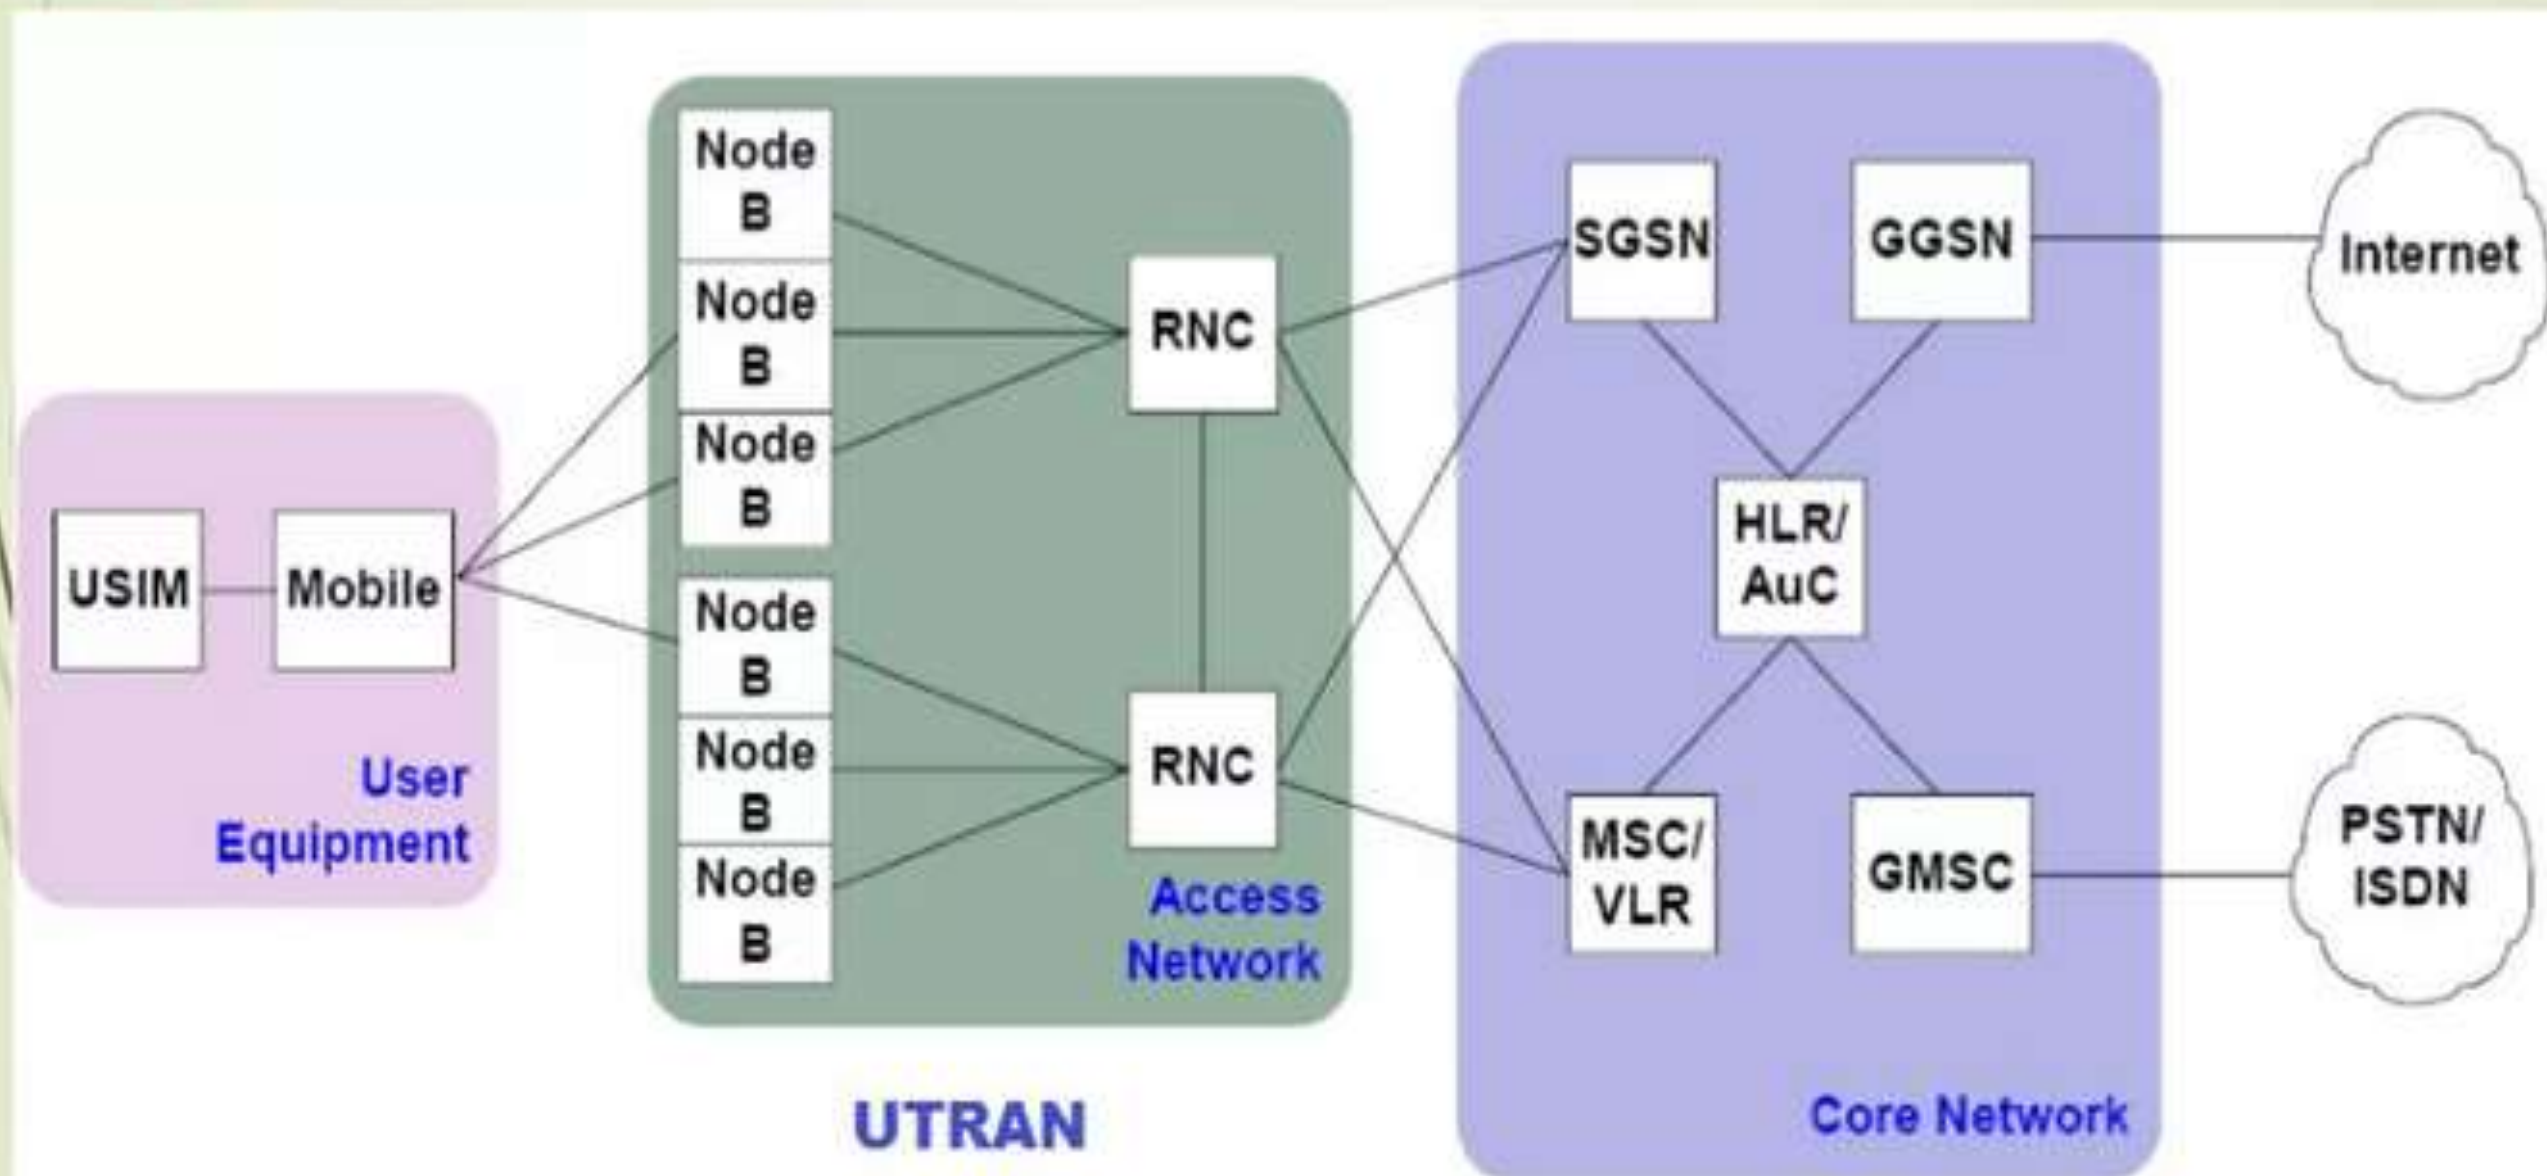 USIM
Mobile
User
Equipment
Node
B
Node
B
Node
B
Node
B
Node
B
Node
B
RNC
RNC
Access
Network
UTRAN
SGSN
GGSN
HLR/
AuC
MSC/
VLR
GMSC
Core Network
Internet
PSTN/
ISDN